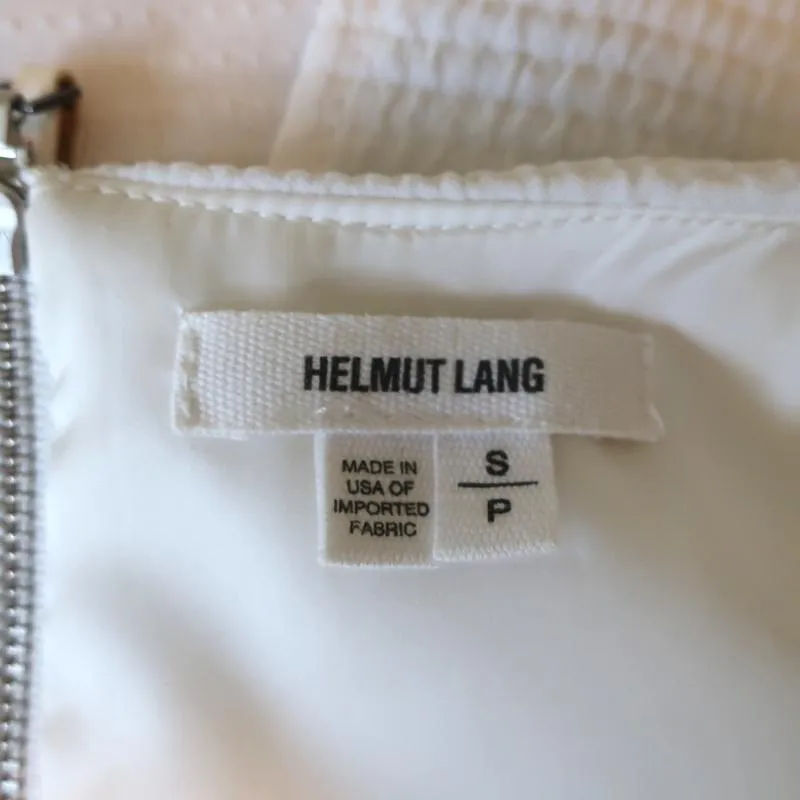 HELMUT LANG
MADE IN
USA OF
IMPORTED
FABRIC
S
P